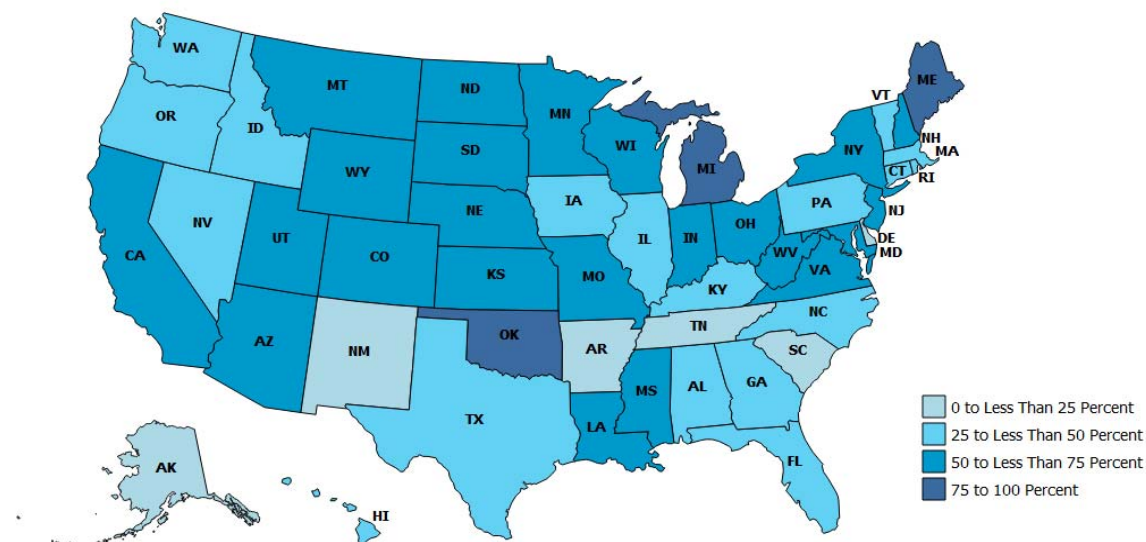 WA
MT
ND
MN
ME
VT
OR
ID
SD
WI
NH
MA
NY
WY
MI
CT
RI
NE
IA
PA
NV
NJ
UT
IL
IN
OH
DE
CA
CO
WV
MD
KS
MO
VA
KY
NC
TN
AZ
OK
NM
AR
SC
MS
AL
GA
TX
LA
FL
AK
HI
0 to Less Than 25 Percent
25 to Less Than 50 Percent
50 to Less Than 75 Percent
75 to 100 Percent